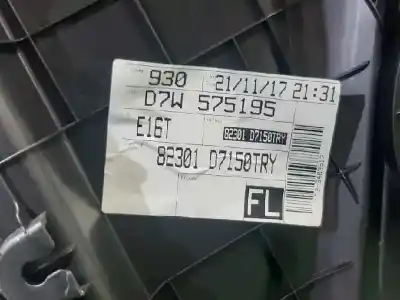 930 21/11/17 21:31
D7W 575195
E16T 82301 D7150TRY
82301 D7150TRY
FL